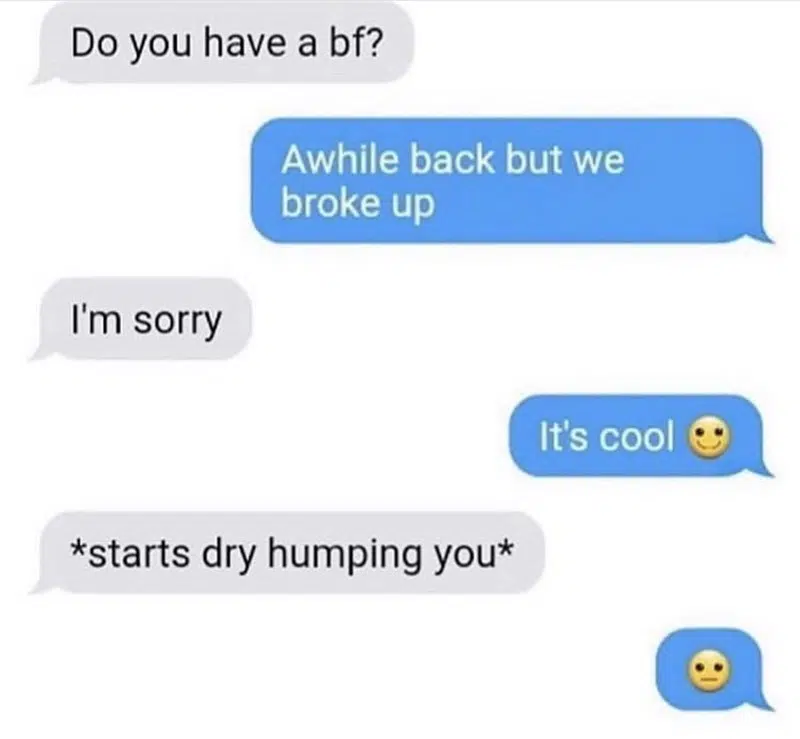 Do you have a bf?
Awhile back but we
broke up
I'm sorry
It's cool 🙂
*starts dry humping you*
😐